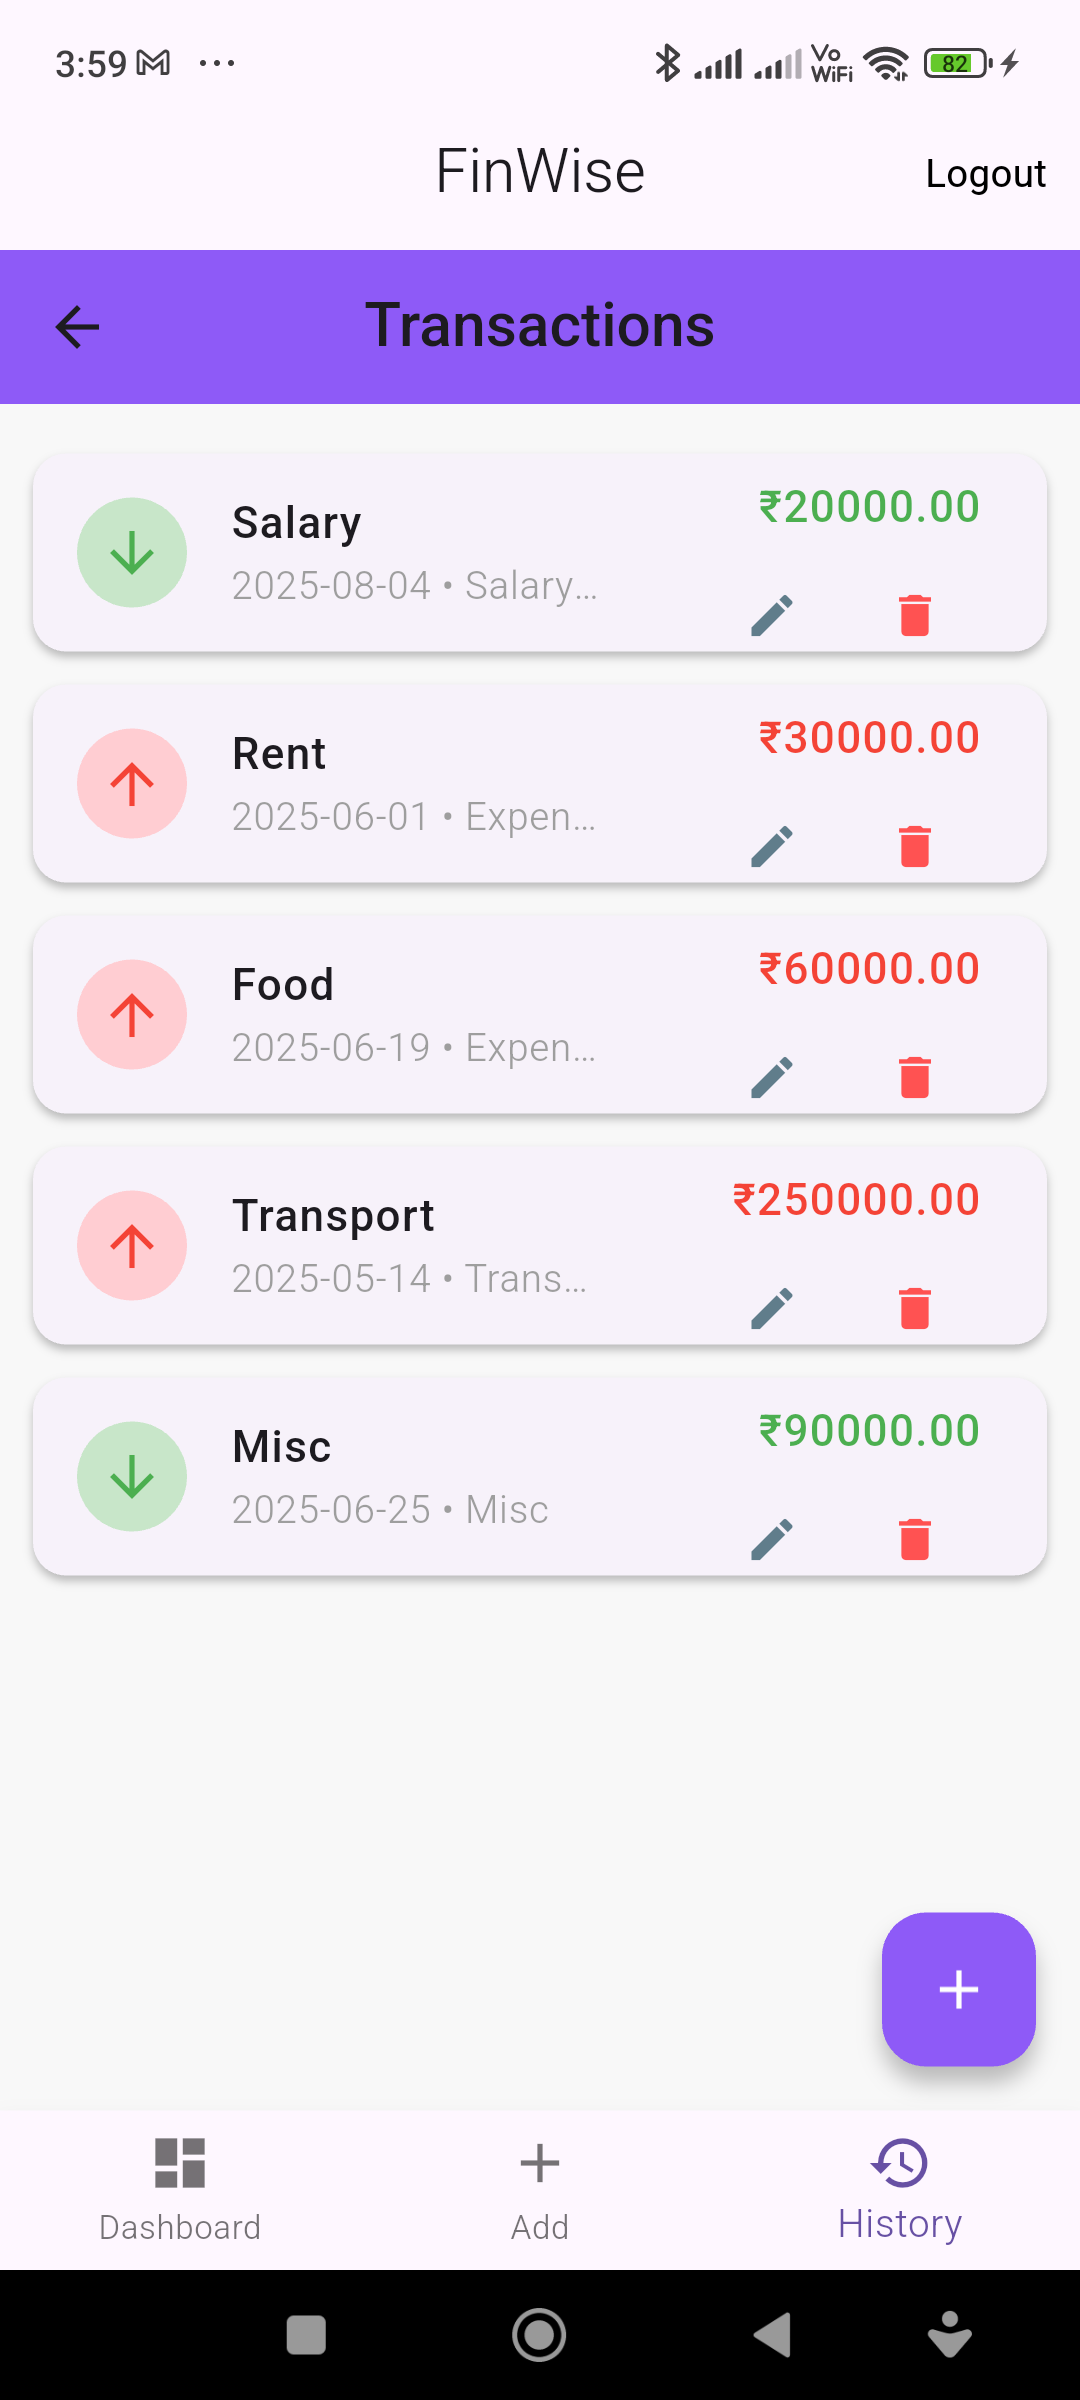 3:59
Vo
WiFi
82
FinWise
Logout
Transactions
Salary
₹20000.00
2025-08-04 • Salary...
Rent
₹30000.00
2025-06-01 • Expen...
Food
₹60000.00
2025-06-19 • Expen...
Transport
₹250000.00
2025-05-14 • Trans...
Misc
₹90000.00
2025-06-25 • Misc
Dashboard
Add
History